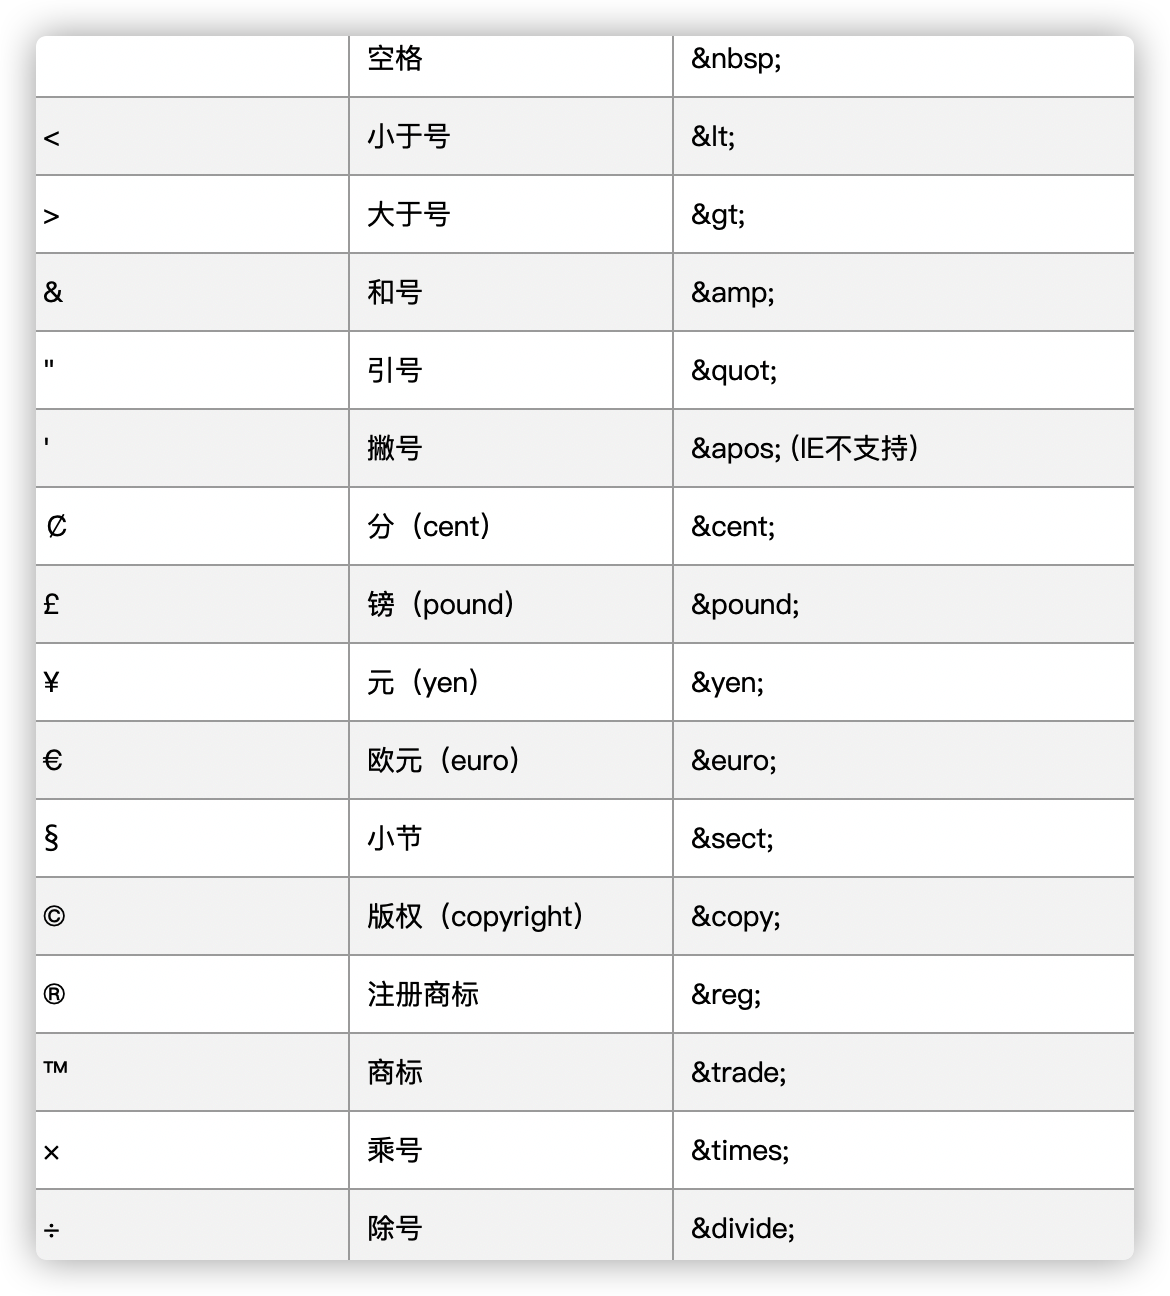 空格 &nbsp;
< 小于号 &lt;
> 大于号 &gt;
& 和号 &amp;
" 引号 &quot;
' 撇号 &apos; (IE不支持)
₡ 分（cent） &cent;
£ 镑（pound） &pound;
¥ 元（yen） &yen;
€ 欧元（euro） &euro;
§ 小节 &sect;
© 版权（copyright） &copy;
® 注册商标 &reg;
™ 商标 &trade;
× 乘号 &times;
÷ 除号 &divide;